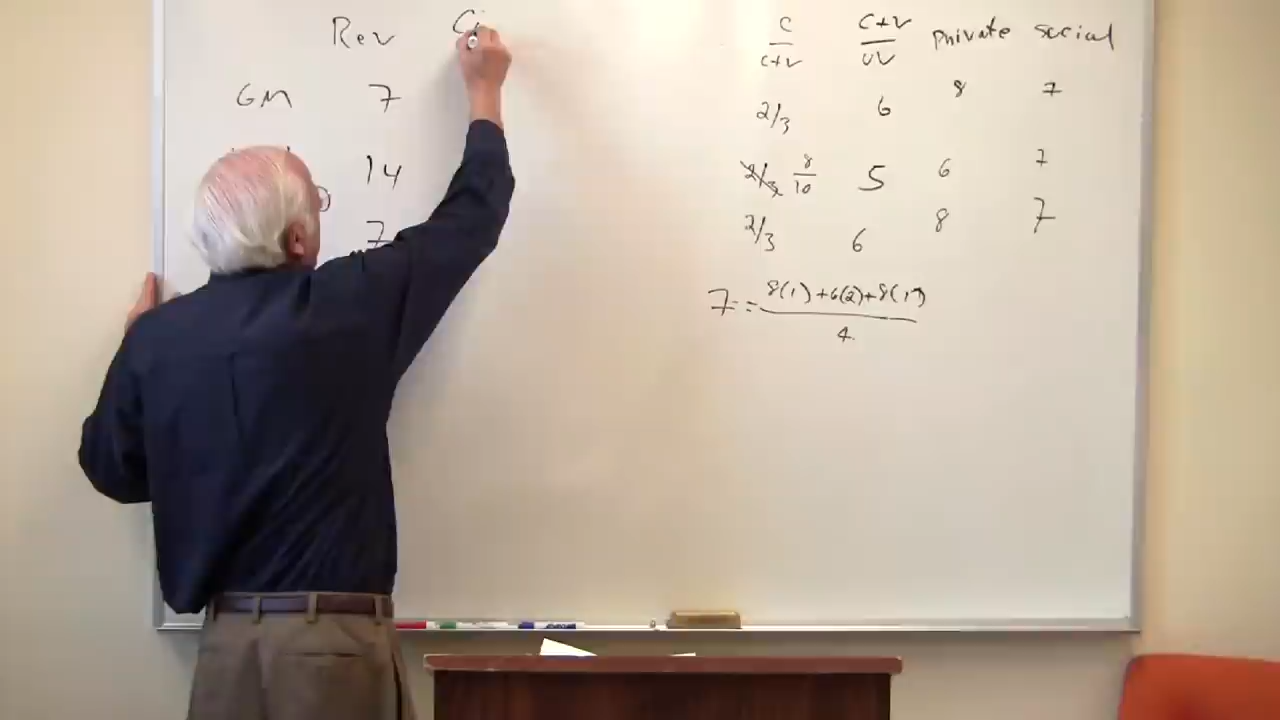 Rev
C
C/C+V
C+V/UV
private
social
GM
7
2/3
6
8
7
14
2/3
8/10
5
6
7
7
2/3
6
8
7
7 = 8(1)+6(2)+8(1)
4